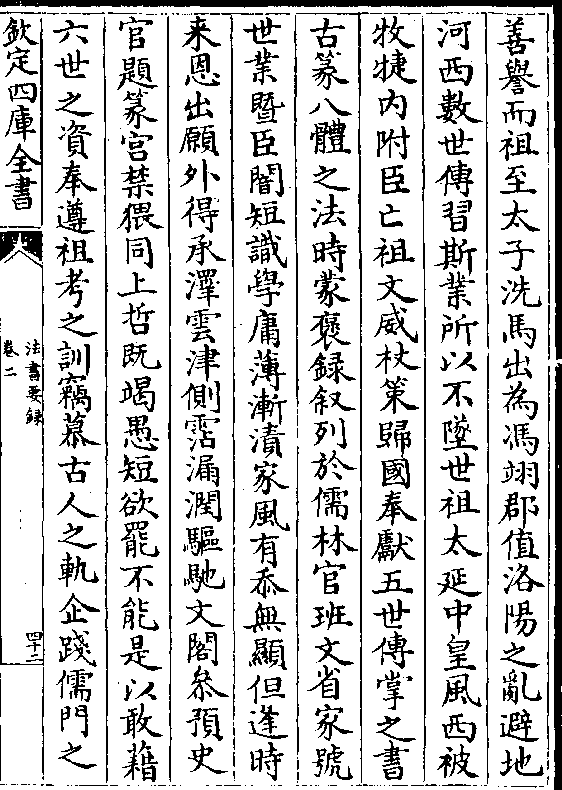 善譽而祖至太子洗馬出為馮翊郡值洛陽之亂避地
河西數世傳習斯業所以不墜世祖太延中皇風西被
牧犍内附臣亡祖文威杖策歸國奉獻五世傳掌之書
古篆八體之法時蒙褒録叙列於儒林官班文省家號
世業暨臣闇短識學庸薄漸漬家風有忝無顯但逢時
来恩出願外得承澤雲津側霑漏潤驅馳文閣叅預史
官題篆宫禁猥同上哲既竭愚短欲罷不能是以敢藉
六世之資奉遵祖考之訓竊慕古人之軌企踐儒門之
欽定四庫全書
法書要録
卷二
四十二